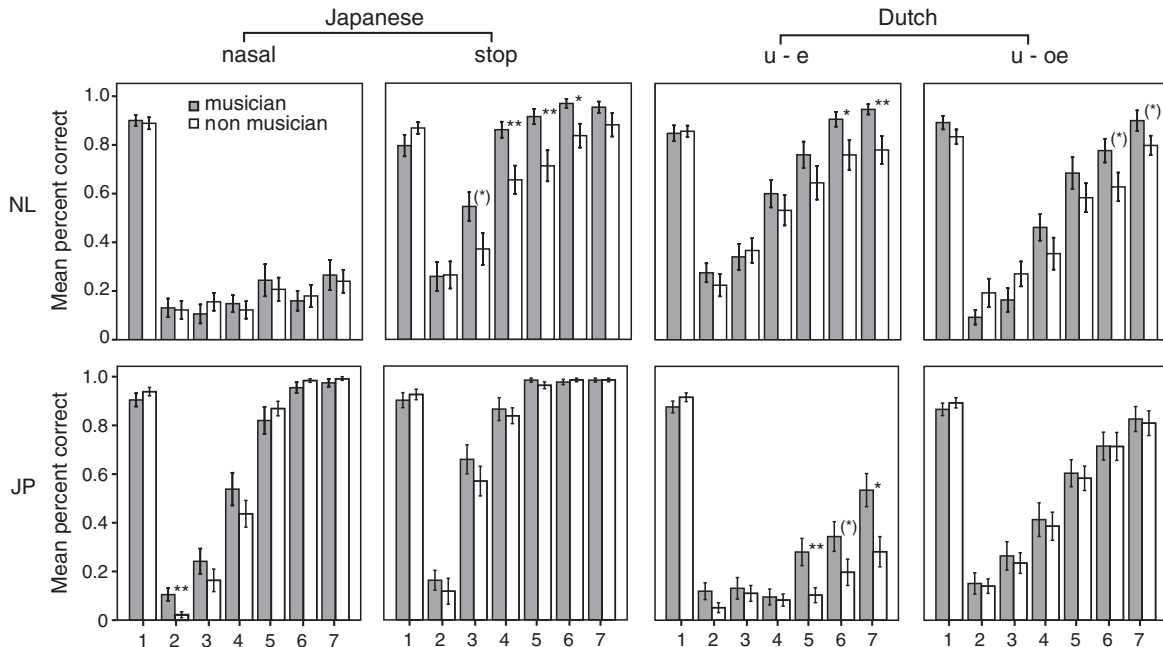 Japanese Dutch
nasal stop u - e u - oe
musician
non musician
NL
Mean percent correct
1.0
0.8
0.6
0.4
0.2
0
(*) ** ** *
* **
(*) (*)
JP
Mean percent correct
1.0
0.8
0.6
0.4
0.2
0
**
** (*) *
1 2 3 4 5 6 7 1 2 3 4 5 6 7 1 2 3 4 5 6 7 1 2 3 4 5 6 7